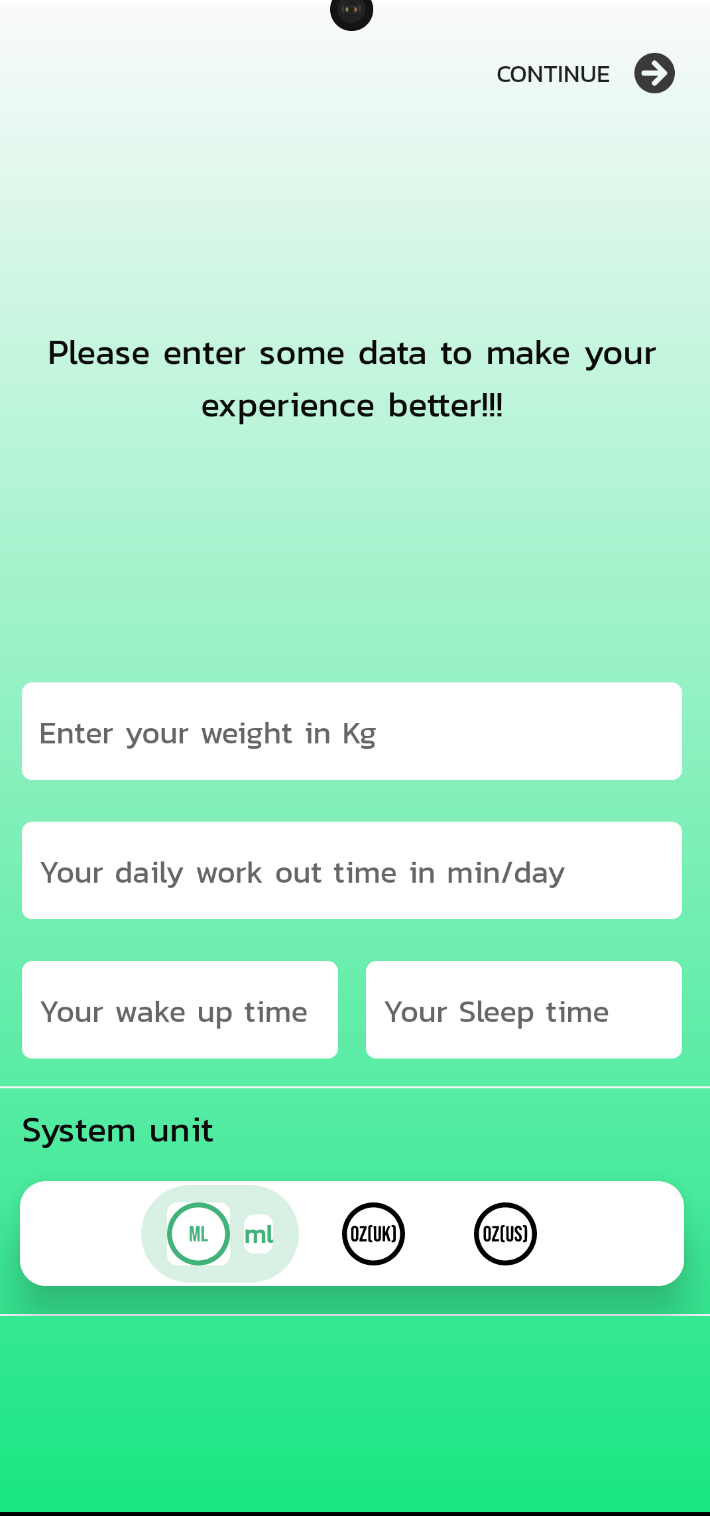 CONTINUE
Please enter some data to make your
experience better!!!
Enter your weight in Kg
Your daily work out time in min/day
Your wake up time Your Sleep time
System unit
ML ml OZ(UK) OZ(US)